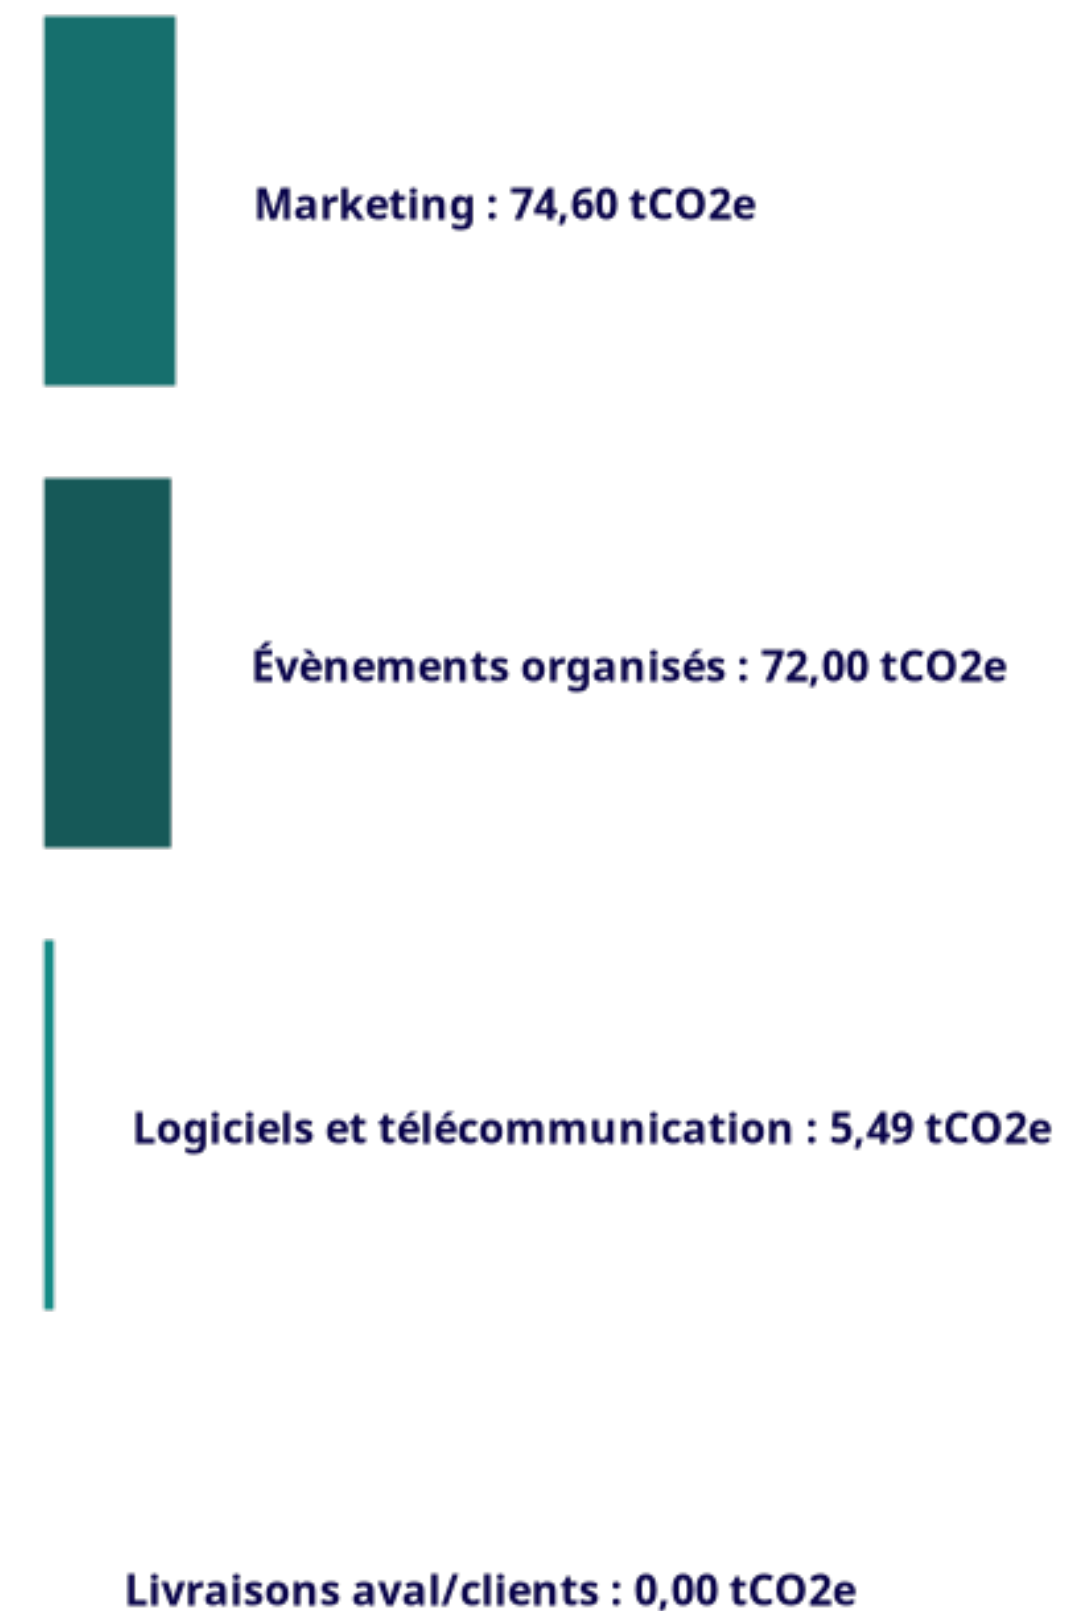 Marketing : 74,60 tCO2e
Évènements organisés : 72,00 tCO2e
Logiciels et télécommunication : 5,49 tCO2e
Livraisons aval/clients : 0,00 tCO2e